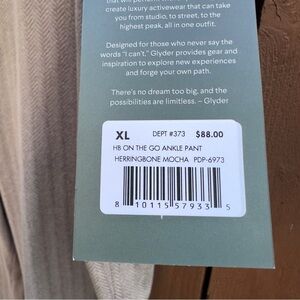 create luxury activewear that can take
you from studio, to street, to the
highest peak, all in one outfit.
Designed for those who never say the
words "I can't." Glyder provides gear and
inspiration to explore new experiences
and forge your own path.
There's no dream too big, and the
possibilities are limitless. – Glyder
XL DEPT #373 $88.00
HB ON THE GO ANKLE PANT
HERRINGBONE MOCHA PDP-6973
8 10115 57933 5